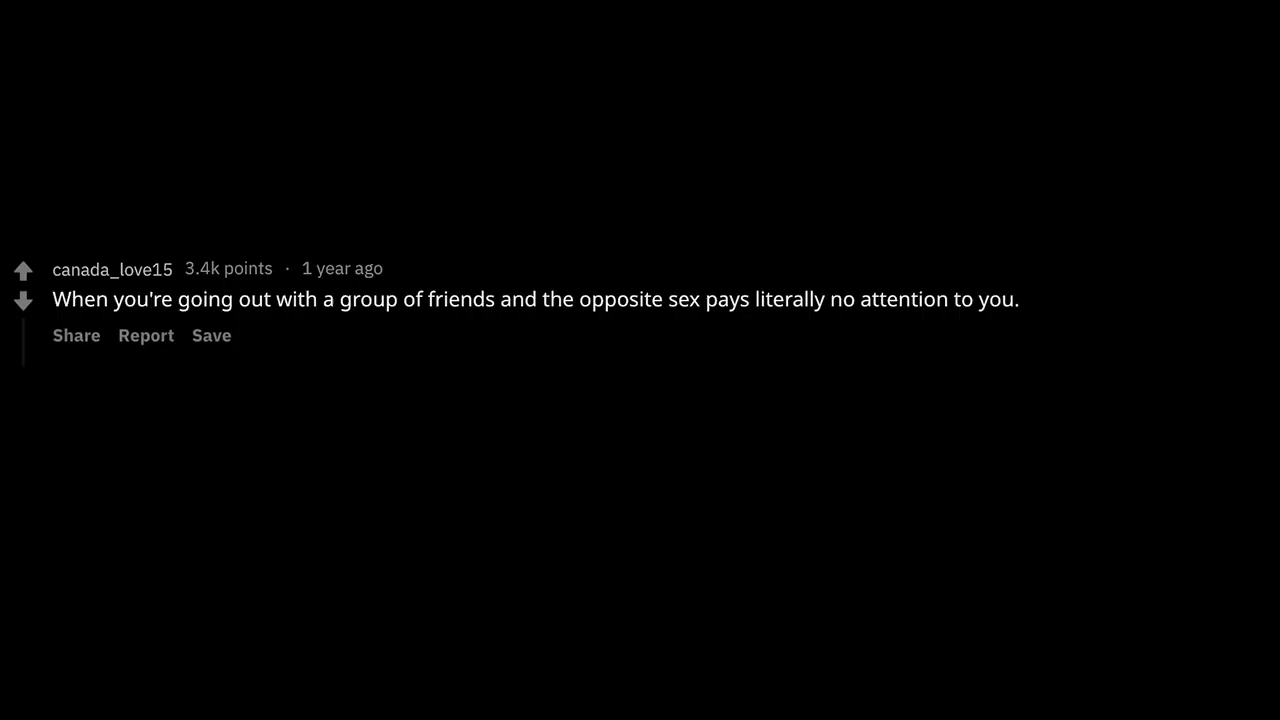 canada_love15 3.4k points · 1 year ago
When you're going out with a group of friends and the opposite sex pays literally no attention to you.
Share Report Save